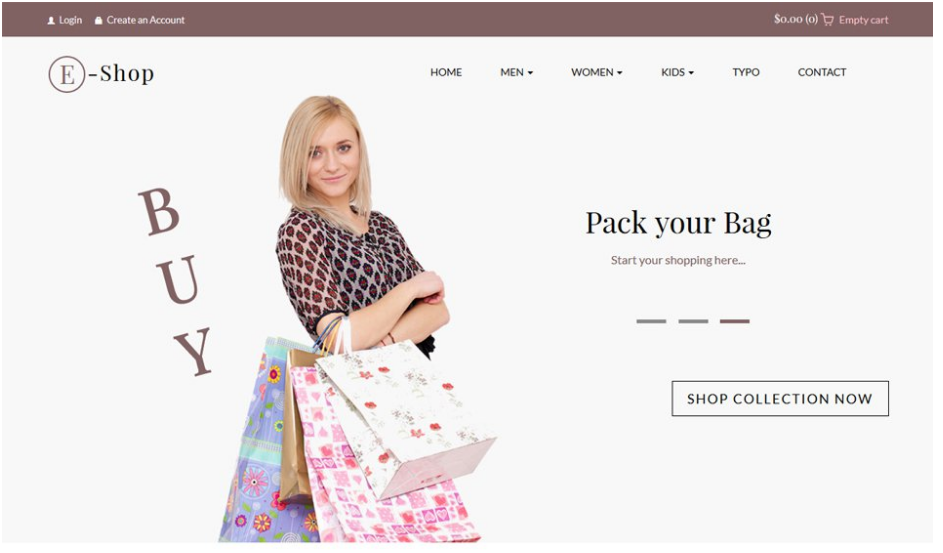 Login Create an Account $0.00 (0) Empty cart
E-Shop HOME MEN WOMEN KIDS TYPO CONTACT
BUY
Pack your Bag
Start your shopping here...
SHOP COLLECTION NOW